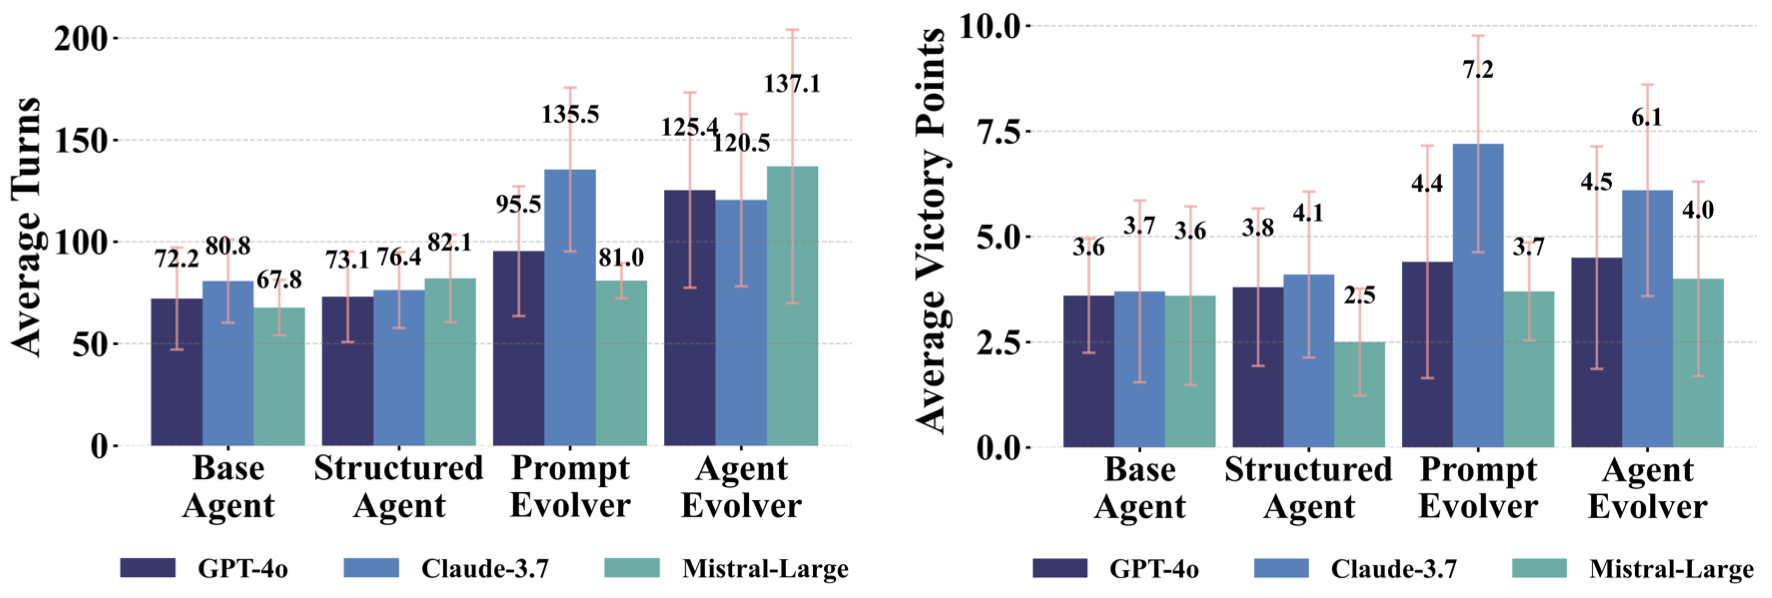 Average Turns
200
150
100
50
0
72.2
80.8
67.8
73.1
76.4
82.1
95.5
135.5
81.0
125.4
120.5
137.1
Base
Agent
Structured
Agent
Prompt
Evolver
Agent
Evolver
GPT-4o
Claude-3.7
Mistral-Large
Average Victory Points
10.0
7.5
5.0
2.5
0.0
3.6
3.7
3.6
3.8
4.1
2.5
4.4
7.2
3.7
4.5
6.1
4.0
Base
Agent
Structured
Agent
Prompt
Evolver
Agent
Evolver
GPT-4o
Claude-3.7
Mistral-Large